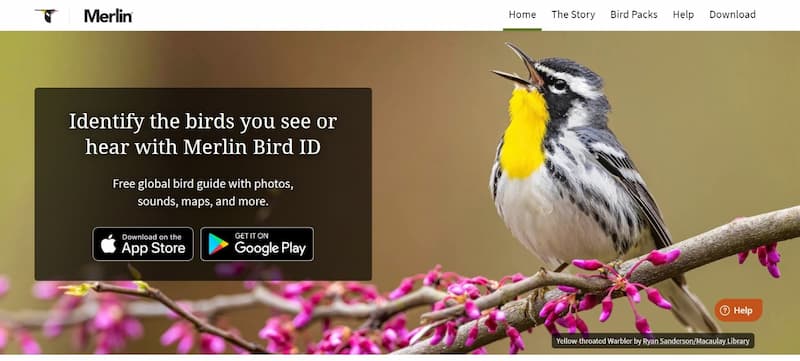 Merlin
Home The Story Bird Packs Help Download
Identify the birds you see or
hear with Merlin Bird ID
Free global bird guide with photos,
sounds, maps, and more.
Download on the
App Store
GET IT ON
Google Play
Help
Yellow-throated Warbler by Ryan Sanderson/Macaulay Library